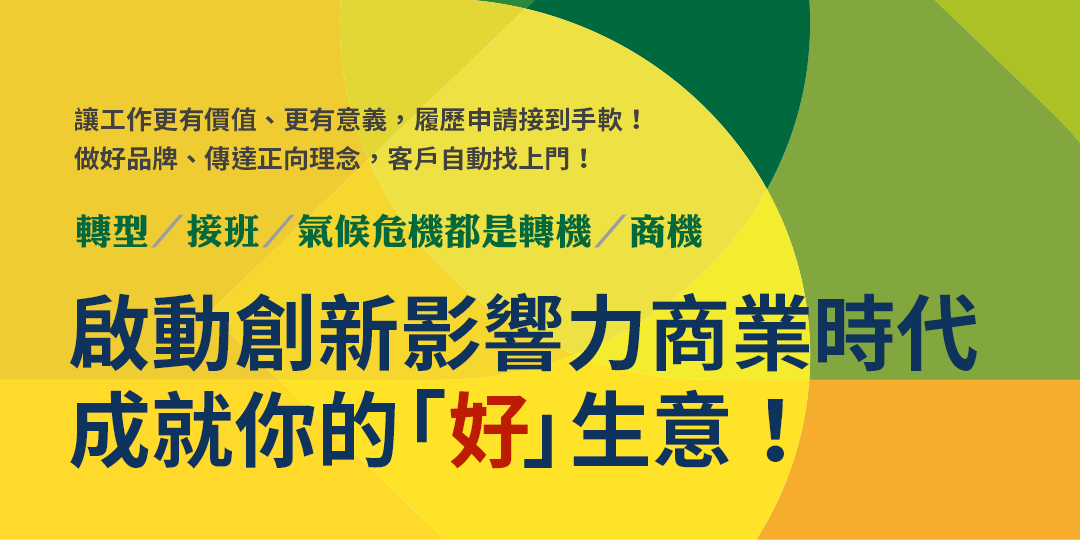 讓工作更有價值、更有意義，履歷申請接到手軟！
做好品牌、傳達正向理念，客戶自動找上門！
轉型／接班／氣候危機都是轉機／商機
啟動創新影響力商業時代
成就你的「好」生意！